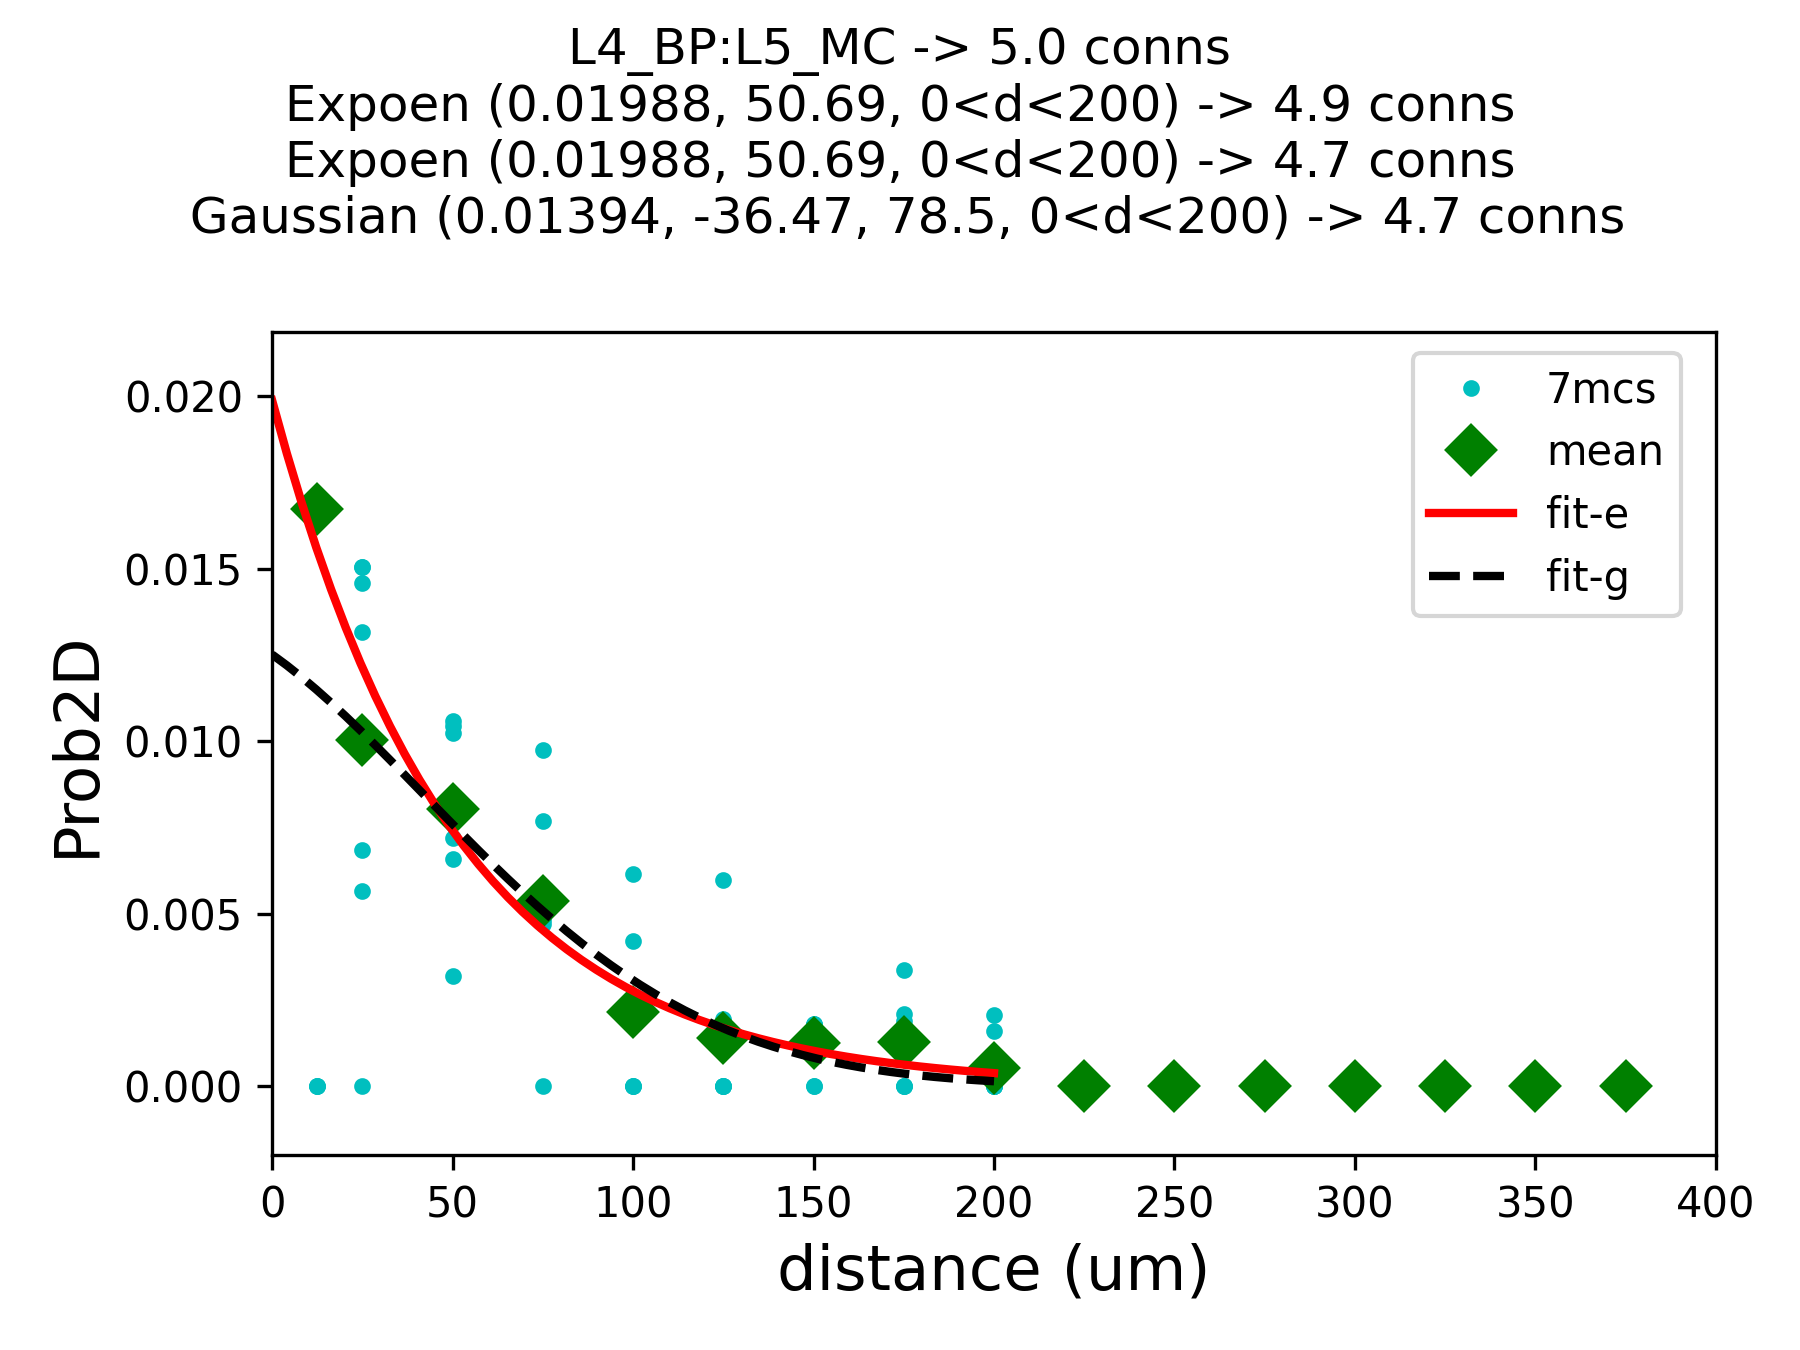 L4_BP:L5_MC -> 5.0 conns
Expoen (0.01988, 50.69, 0<d<200) -> 4.9 conns
Expoen (0.01988, 50.69, 0<d<200) -> 4.7 conns
Gaussian (0.01394, -36.47, 78.5, 0<d<200) -> 4.7 conns
7mcs
mean
fit-e
fit-g
Prob2D
0.020
0.015
0.010
0.005
0.000
0 50 100 150 200 250 300 350 400
distance (um)